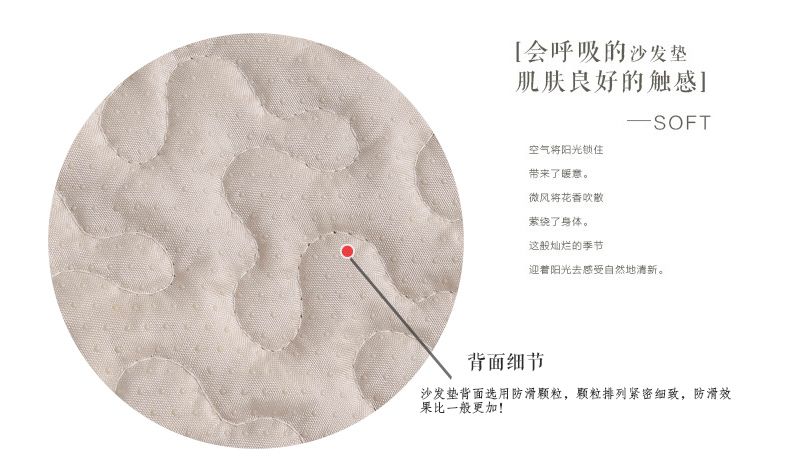 [会呼吸的沙发垫
肌肤良好的触感]
—SOFT
空气将阳光锁住
带来了暖意。
微风将花香吹散
萦绕了身体。
这般灿烂的季节
迎着阳光去感受自然地清新。
背面细节
沙发垫背面选用防滑颗粒，颗粒排列紧密细致，防滑效
果比一般更加！